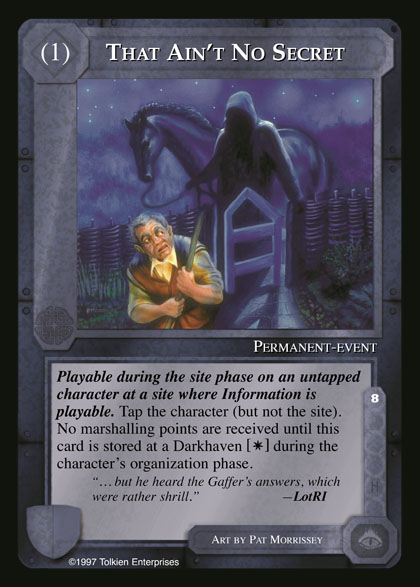 (1)
THAT AIN'T NO SECRET
PERMANENT-EVENT
Playable during the site phase on an untapped
character at a site where Information is
playable. Tap the character (but not the site).
No marshalling points are received until this
card is stored at a Darkhaven [✶] during the
character's organization phase.
8
"… but he heard the Gaffer's answers, which
were rather shrill." —LotRI
H
ART BY PAT MORRISSEY
©1997 Tolkien Enterprises